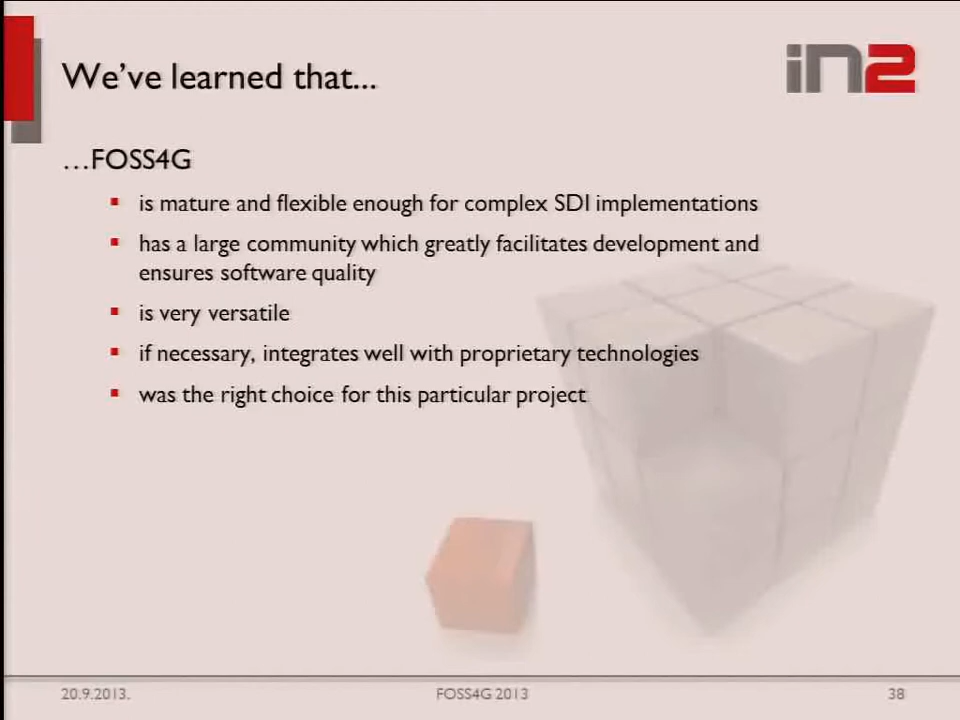 We've learned that...
in2
...FOSS4G
▪ is mature and flexible enough for complex SDI implementations
▪ has a large community which greatly facilitates development and
ensures software quality
▪ is very versatile
▪ if necessary, integrates well with proprietary technologies
▪ was the right choice for this particular project
20.9.2013.
FOSS4G 2013
38